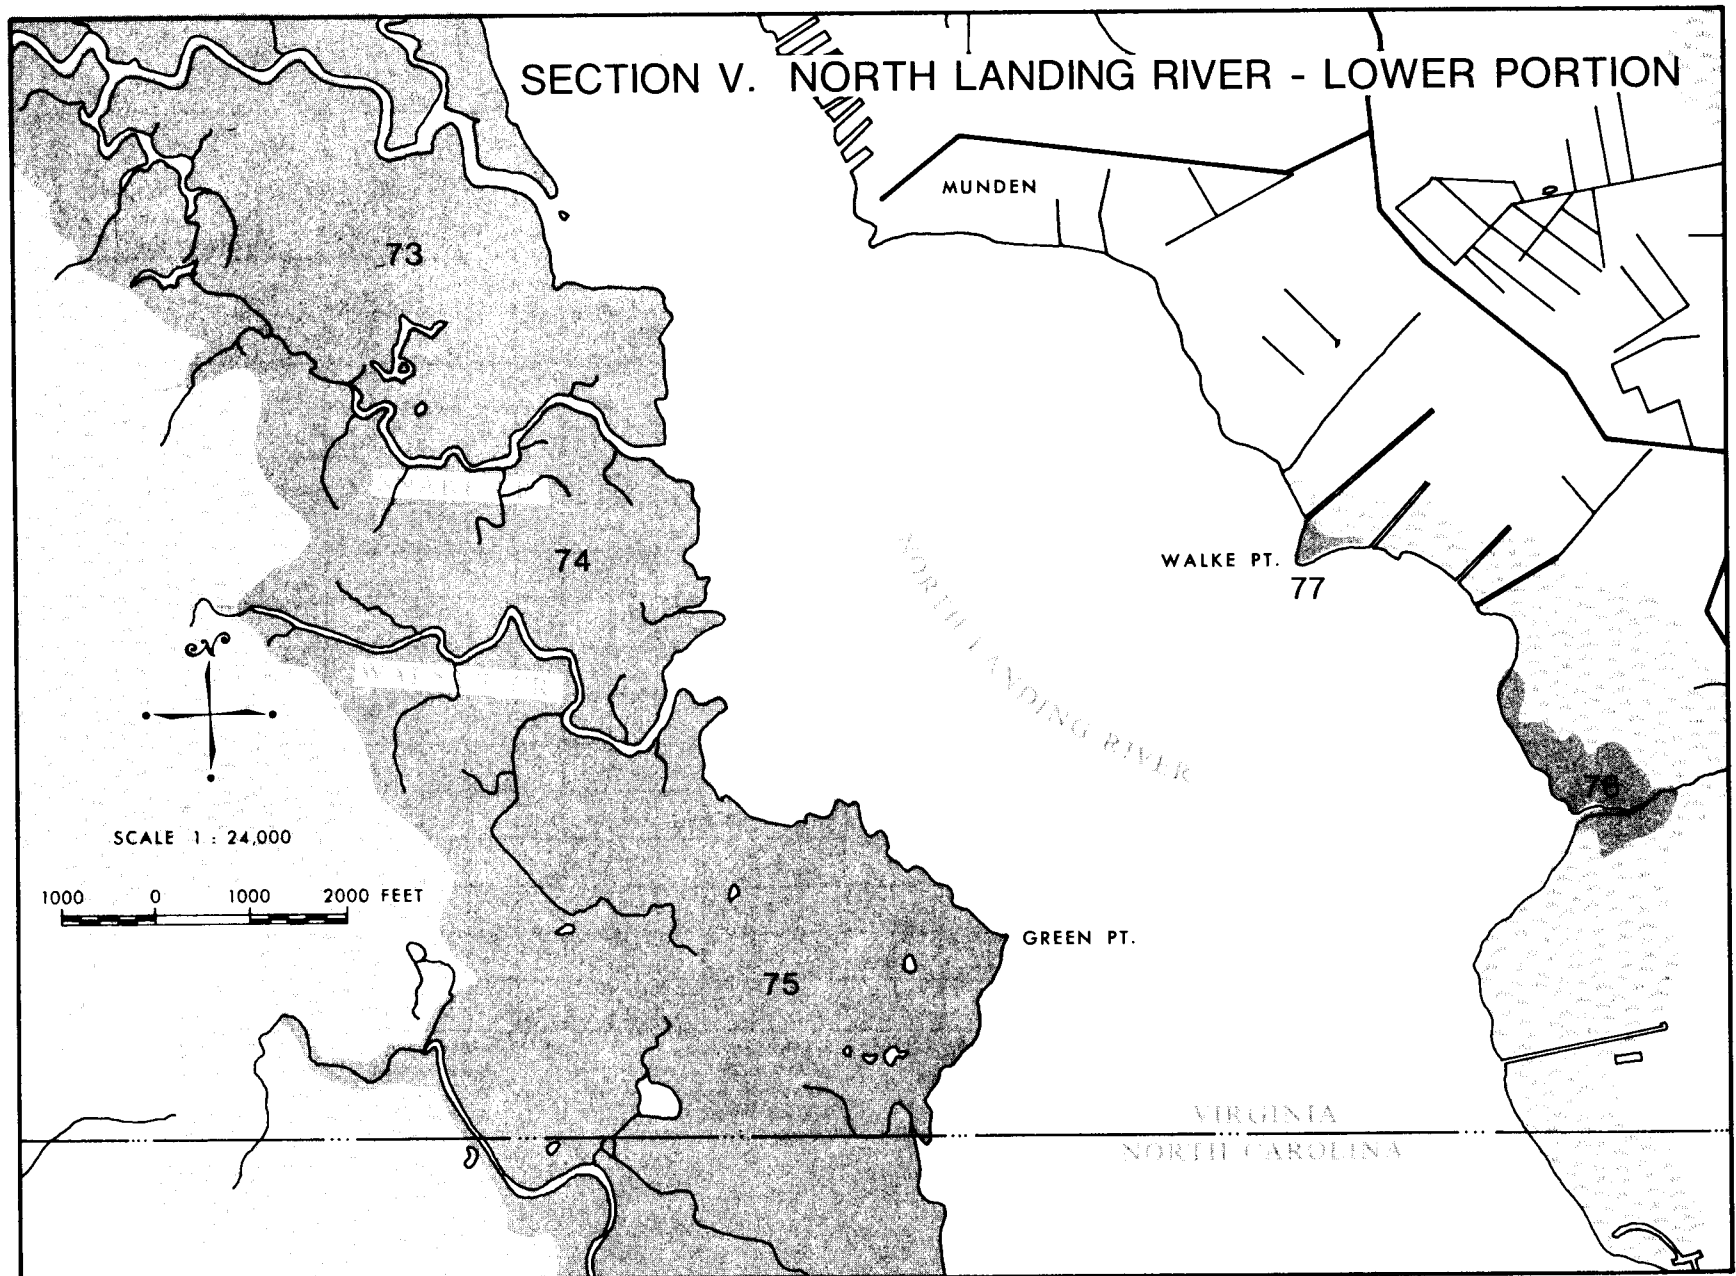 SECTION V. NORTH LANDING RIVER - LOWER PORTION
MUNDEN
73
74
WALKE PT.
77
NORTH LANDING RIVER
N
76
SCALE 1 : 24,000
1000 0 1000 2000 FEET
GREEN PT.
75
VIRGINIA
NORTH CAROLINA